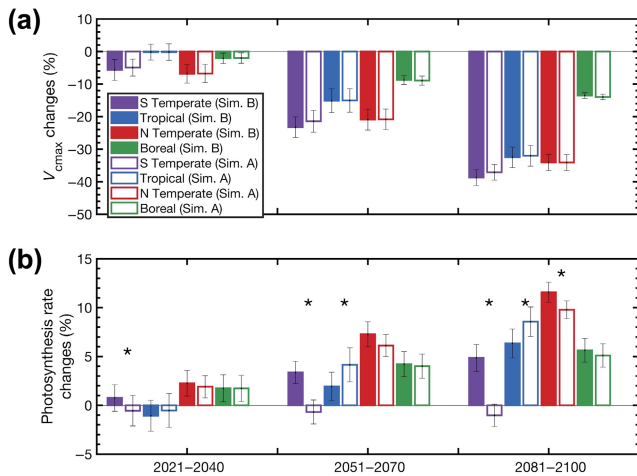 (a)
V_cmax changes (%)
10
0
−10
−20
−30
−40
−50
S Temperate (Sim. B)
Tropical (Sim. B)
N Temperate (Sim. B)
Boreal (Sim. B)
S Temperate (Sim. A)
Tropical (Sim. A)
N Temperate (Sim. A)
Boreal (Sim. A)
(b)
Photosynthesis rate
changes (%)
15
10
5
0
−5
*
* *
* * *
2021−2040 2051−2070 2081−2100